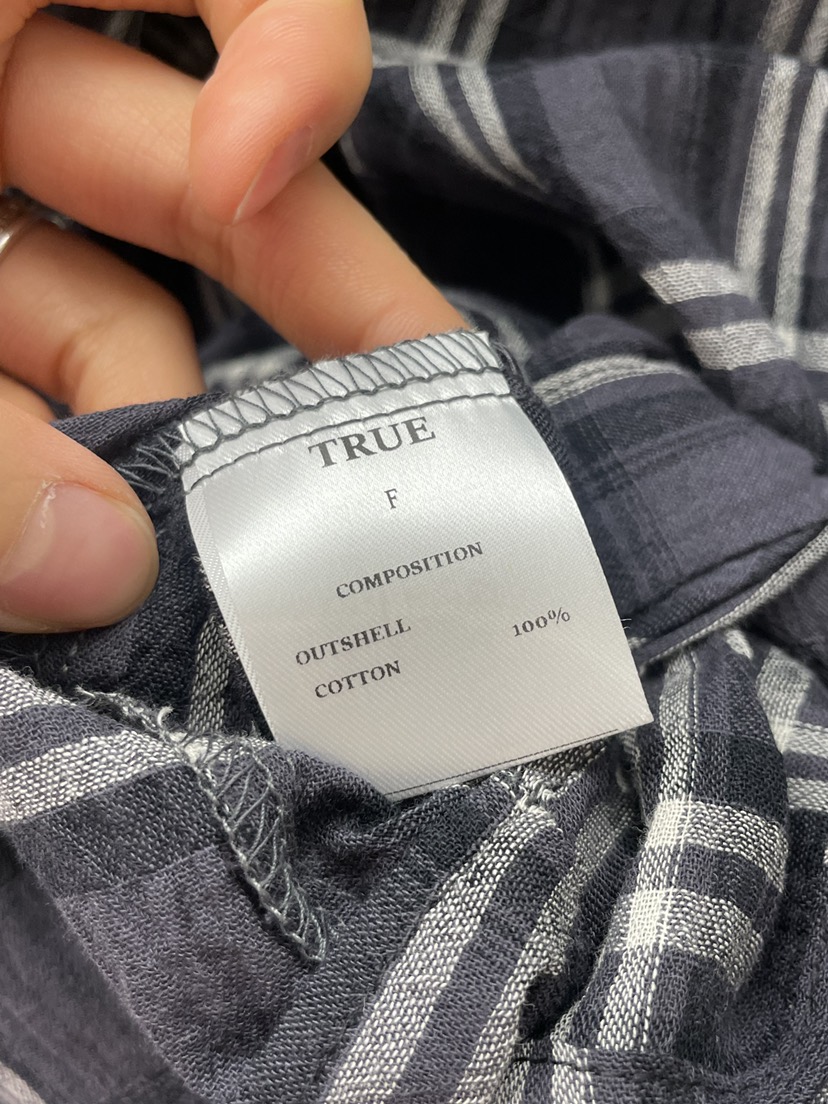 TRUE
F
COMPOSITION
OUTSHELL 100%
COTTON